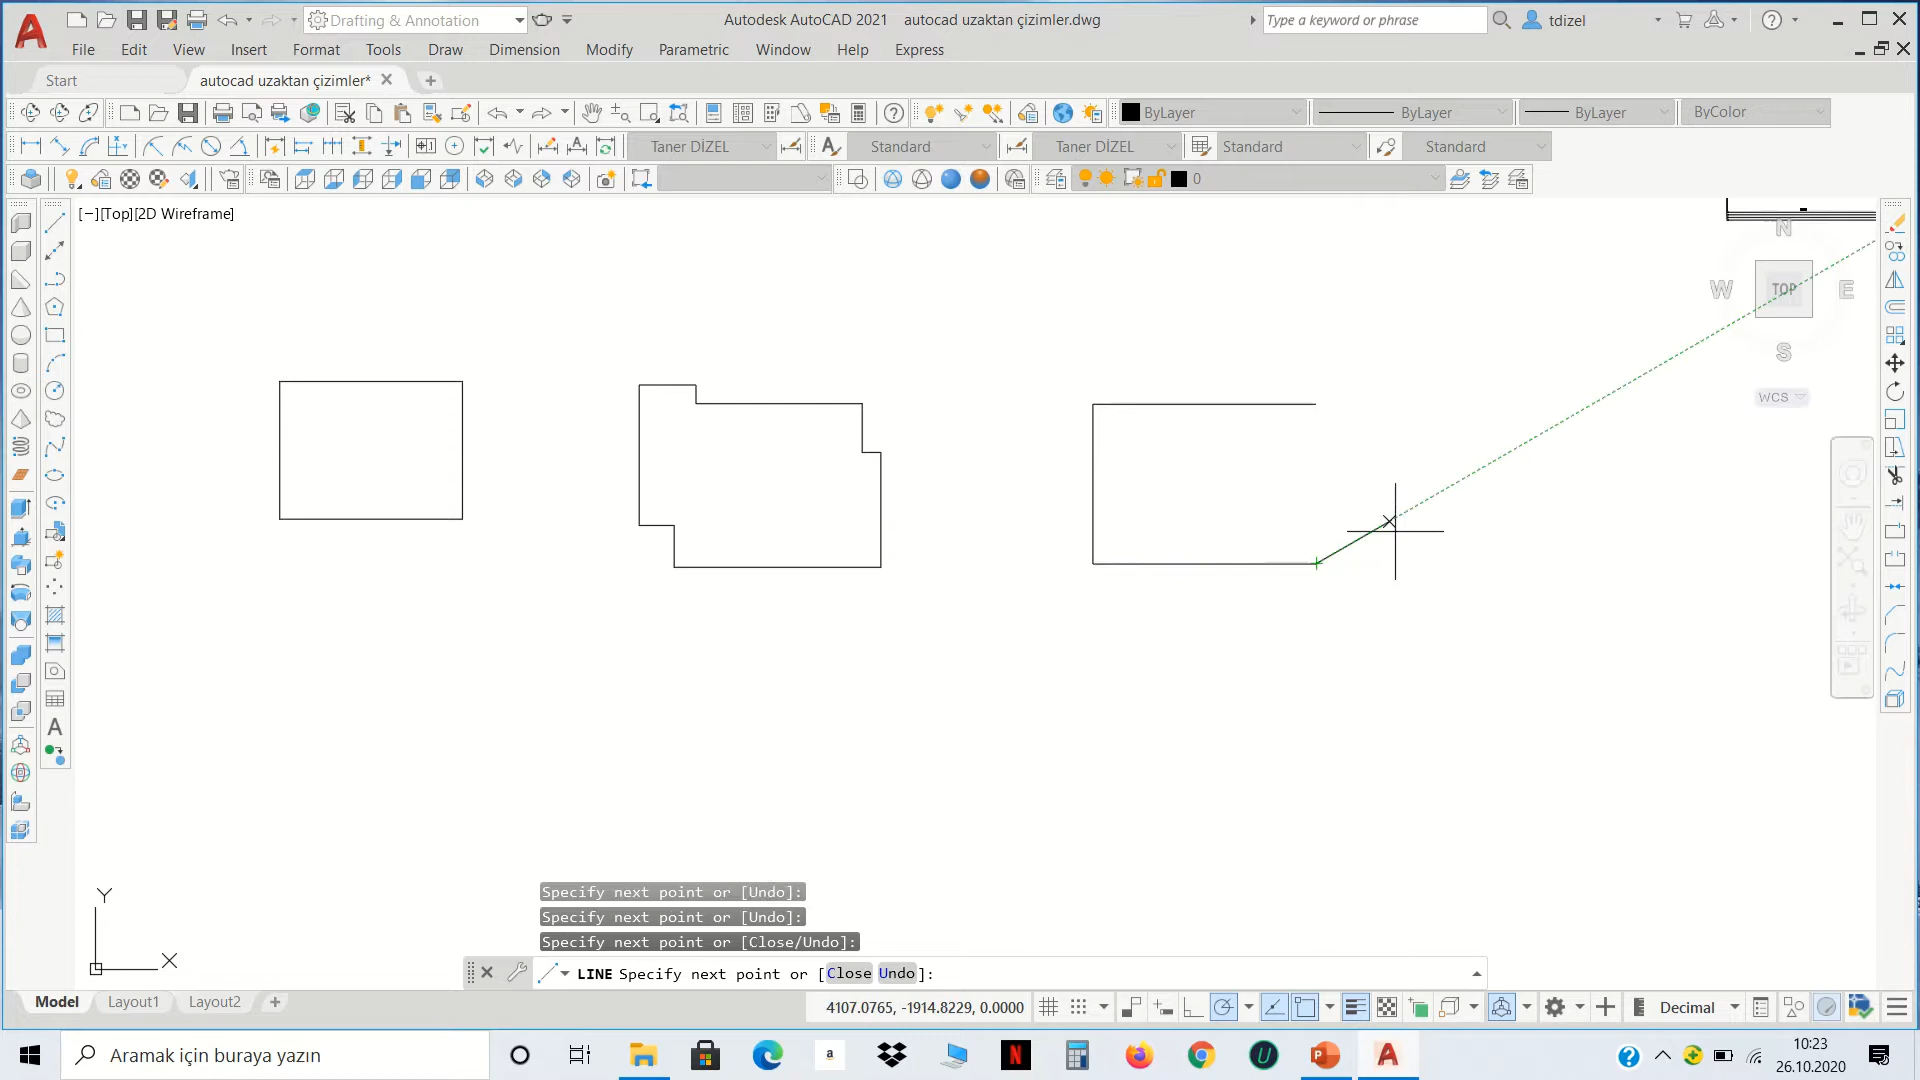 Drafting & Annotation
Autodesk AutoCAD 2021 autocad uzaktan çizimler.dwg
Type a keyword or phrase
tdizel
File Edit View Insert Format Tools Draw Dimension Modify Parametric Window Help Express
Start
autocad uzaktan çizimler*
ByLayer
ByLayer
ByLayer
ByColor
Taner DİZEL
Standard
Taner DİZEL
Standard
Standard
0
[−][Top][2D Wireframe]
N
W
TOP
E
S
WCS
A
Y
X
Specify next point or [Undo]:
Specify next point or [Undo]:
Specify next point or [Close/Undo]:
LINE Specify next point or [Close Undo]:
Model Layout1 Layout2
4107.0765, -1914.8229, 0.0000
Decimal
Aramak için buraya yazın
10:23
26.10.2020